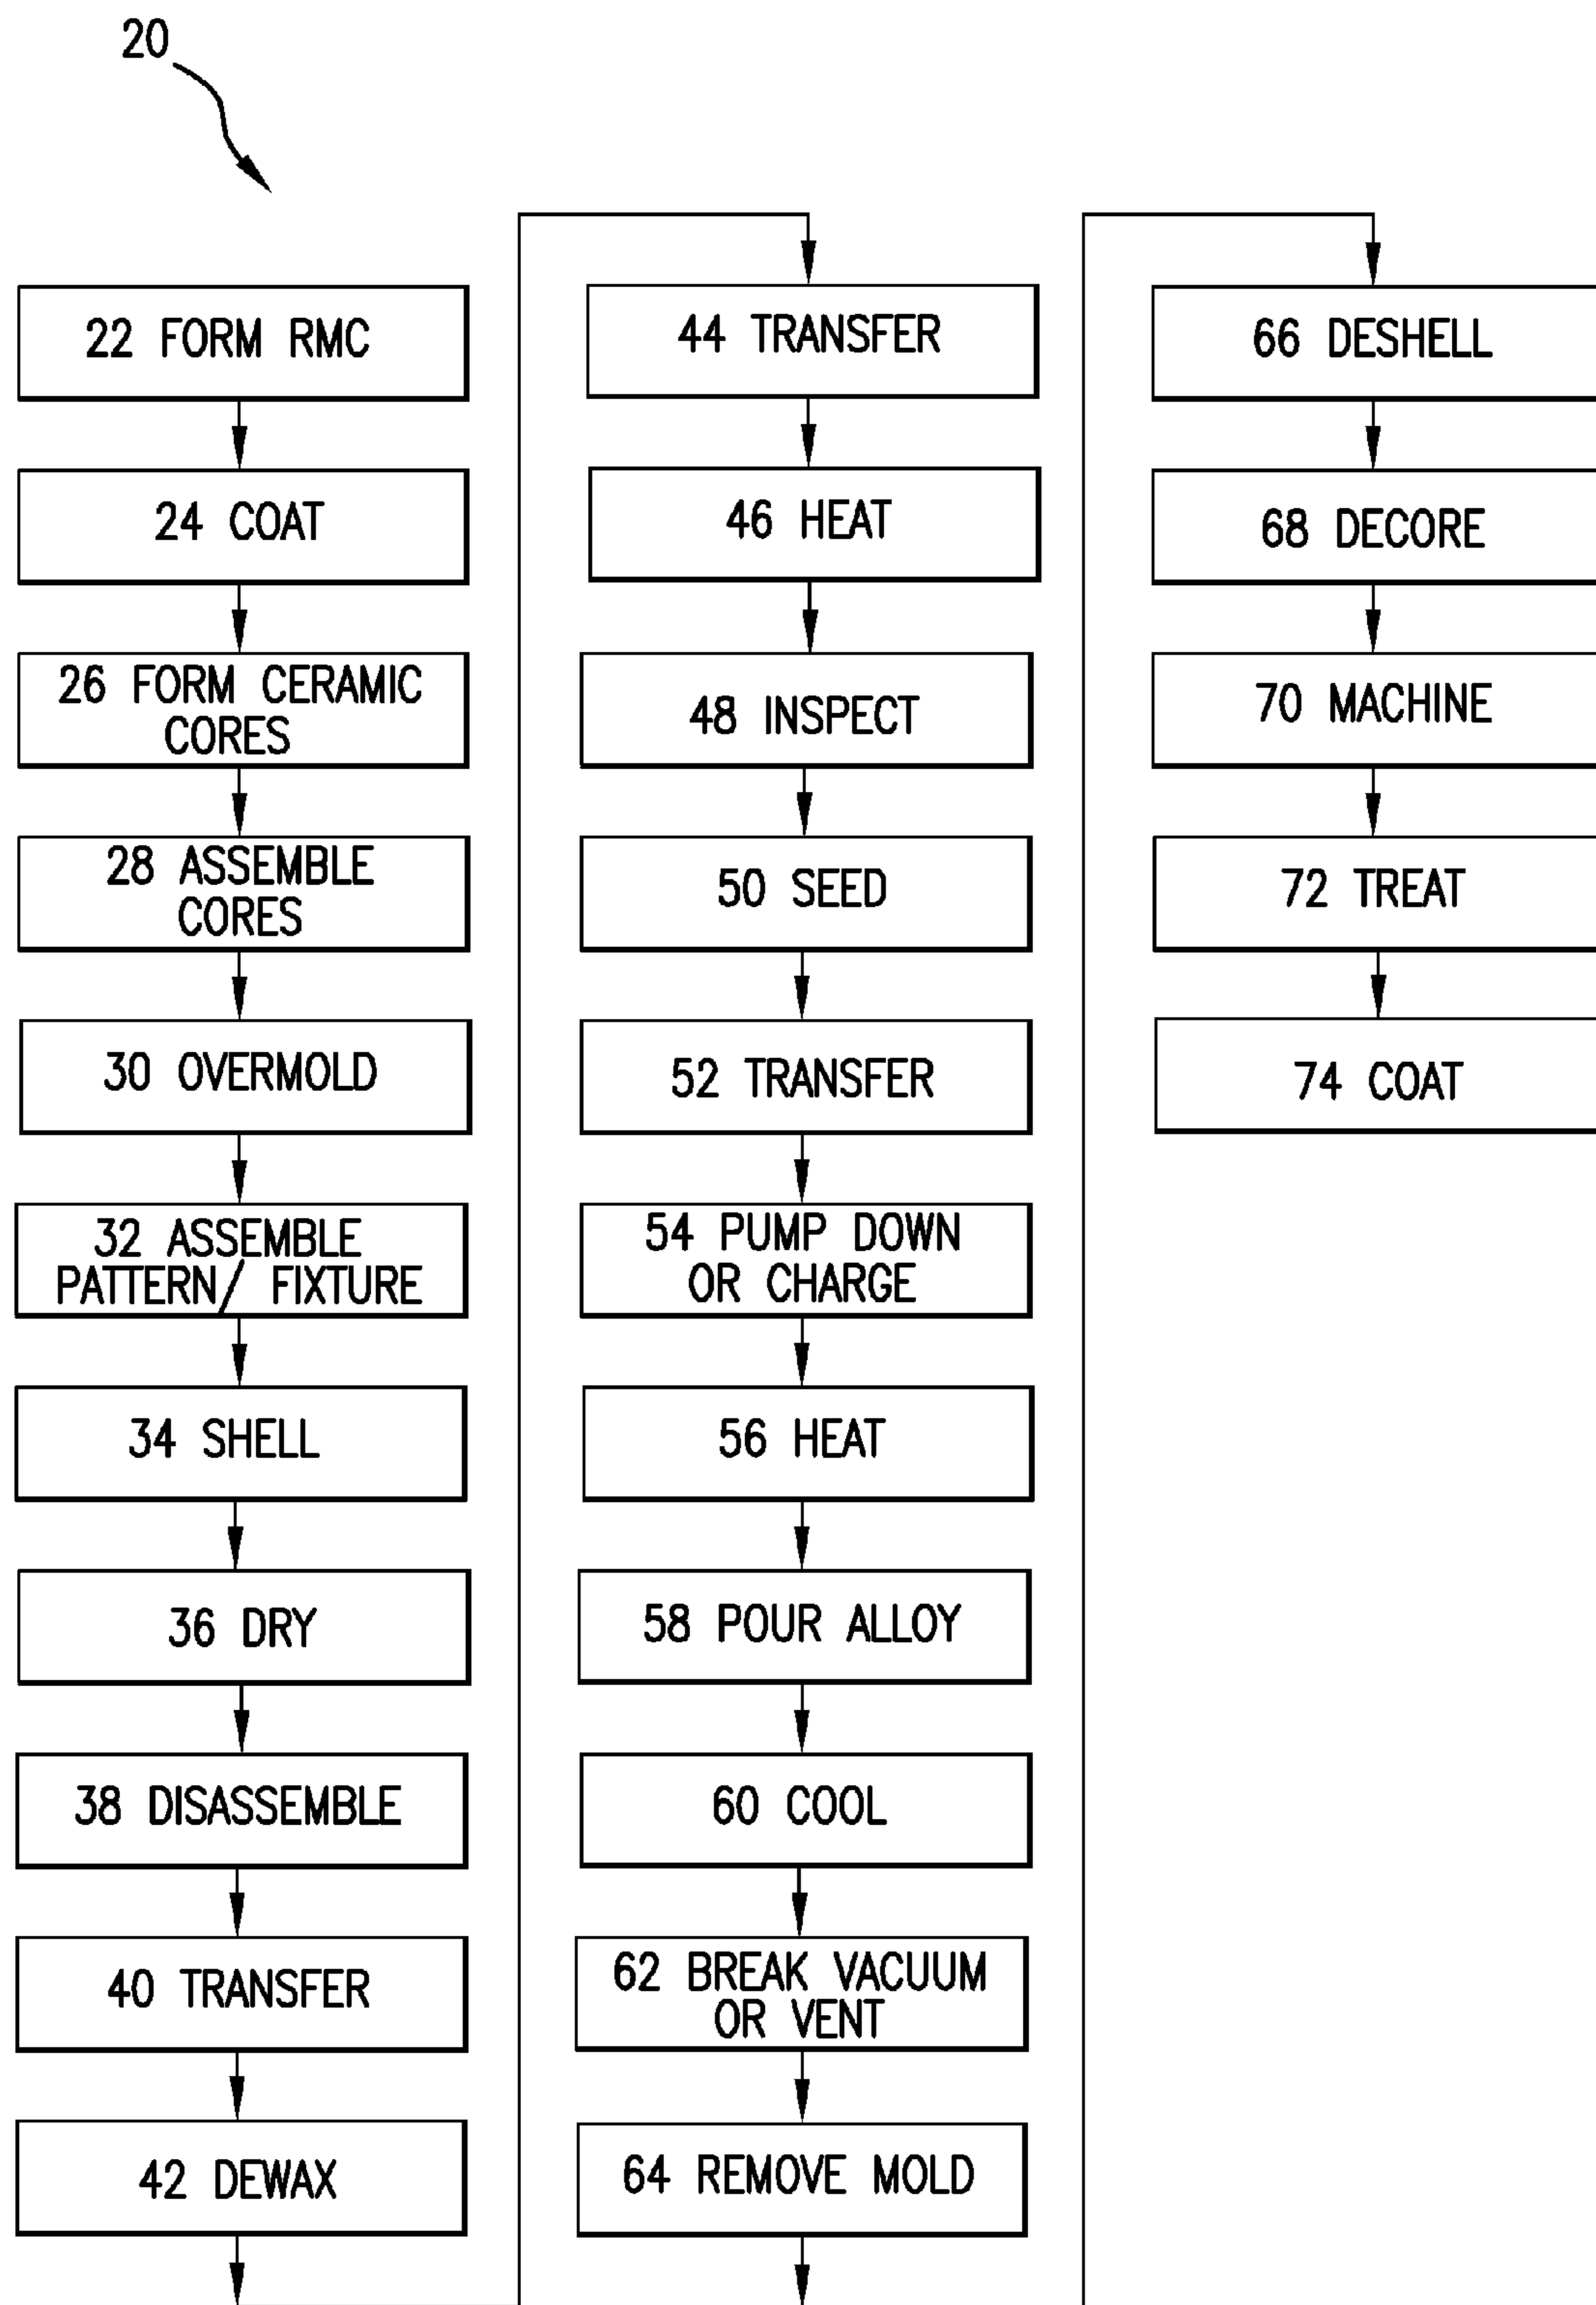 20
22 FORM RMC
24 COAT
26 FORM CERAMIC
CORES
28 ASSEMBLE
CORES
30 OVERMOLD
32 ASSEMBLE
PATTERN/ FIXTURE
34 SHELL
36 DRY
38 DISASSEMBLE
40 TRANSFER
42 DEWAX
44 TRANSFER
46 HEAT
48 INSPECT
50 SEED
52 TRANSFER
54 PUMP DOWN
OR CHARGE
56 HEAT
58 POUR ALLOY
60 COOL
62 BREAK VACUUM
OR VENT
64 REMOVE MOLD
66 DESHELL
68 DECORE
70 MACHINE
72 TREAT
74 COAT